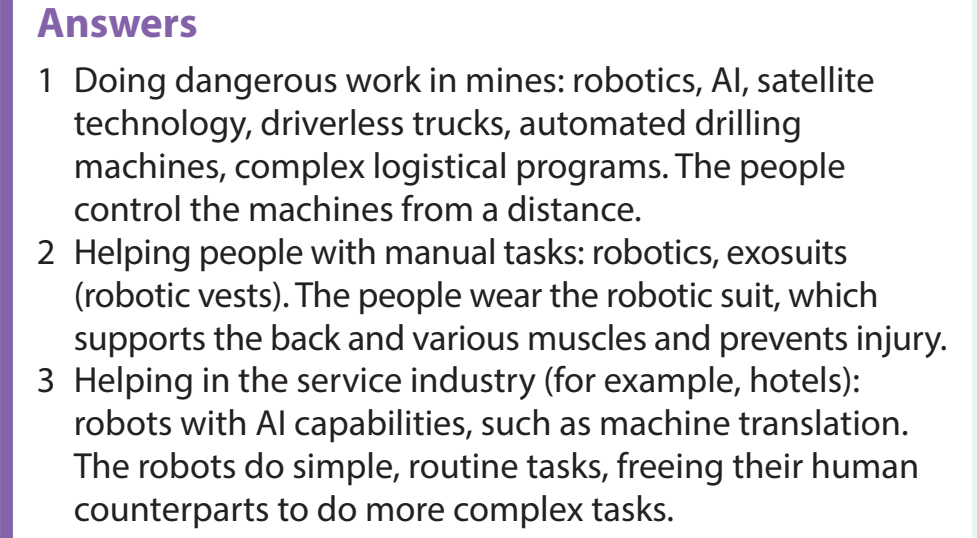 Answers
1 Doing dangerous work in mines: robotics, AI, satellite
technology, driverless trucks, automated drilling
machines, complex logistical programs. The people
control the machines from a distance.
2 Helping people with manual tasks: robotics, exosuits
(robotic vests). The people wear the robotic suit, which
supports the back and various muscles and prevents injury.
3 Helping in the service industry (for example, hotels):
robots with AI capabilities, such as machine translation.
The robots do simple, routine tasks, freeing their human
counterparts to do more complex tasks.